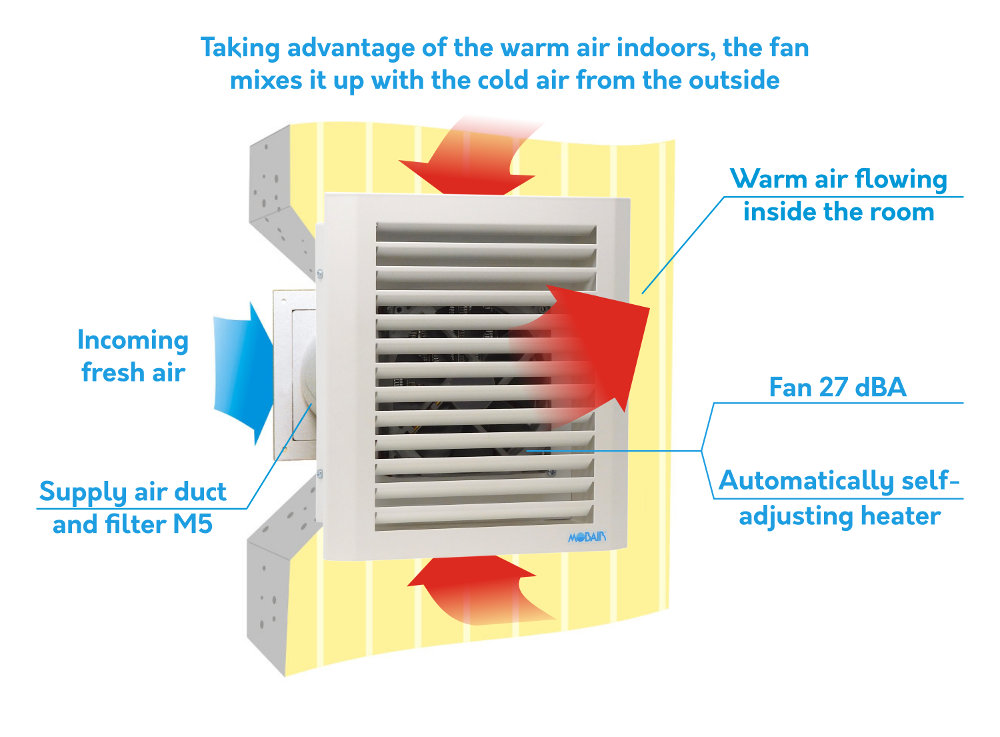 Taking advantage of the warm air indoors, the fan
mixes it up with the cold air from the outside
Warm air flowing
inside the room
Incoming
fresh air
Fan 27 dBA
Supply air duct
and filter M5
Automatically self-
adjusting heater
MOBAIR